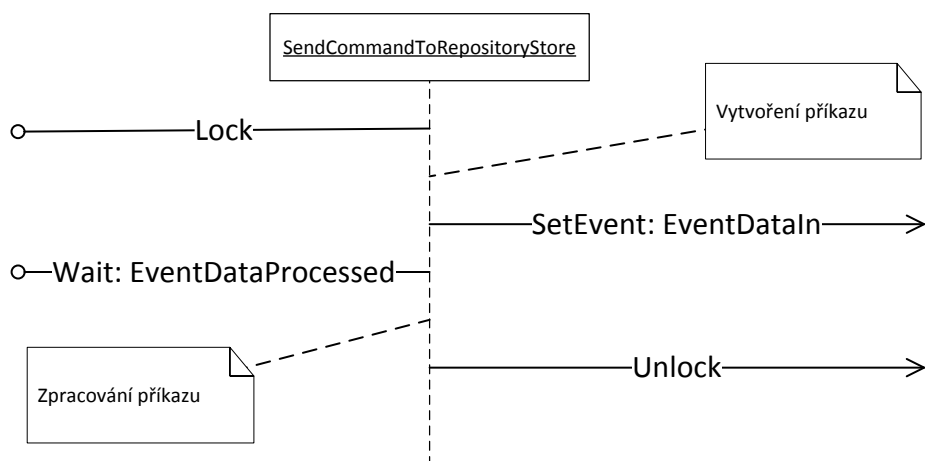 SendCommandToRepositoryStore
Vytvoření příkazu
Lock
SetEvent: EventDataIn
Wait: EventDataProcessed
Unlock
Zpracování příkazu